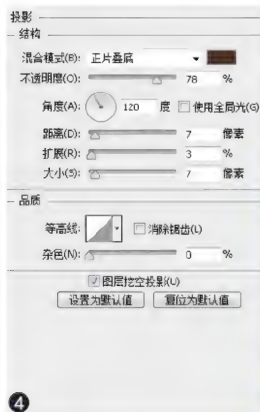 投影
结构
混合模式(B): 正片叠底
不透明度(O): 78 %
角度(A): 120 度 使用全局光(G)
距离(D): 7 像素
扩展(R): 3 %
大小(S): 7 像素
品质
等高线: 消除锯齿(L)
杂色(N): 0 %
图层挖空投影(U)
设置为默认值 复位为默认值
4